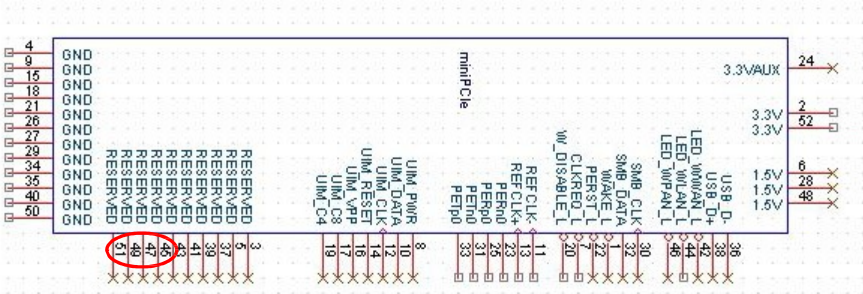 4 GND
9 GND
15 GND
18 GND
21 GND
26 GND
27 GND
29 GND
34 GND
35 GND
40 GND
50 GND
miniPCIe
3.3VAUX 24
3.3V 2
3.3V 52
1.5V 6
1.5V 28
1.5V 48
RESERVED 51
RESERVED 49
RESERVED 47
RESERVED 45
RESERVED 43
RESERVED 41
RESERVED 39
RESERVED 37
RESERVED 5
RESERVED 3
UIM_C4 19
UIM_C8 17
UIM_VPP 16
UIM_RESET 14
UIM_CLK 12
UIM_DATA 10
UIM_PWR 8
PETp0 33
PETn0 31
PERp0 25
PERn0 23
REFCLK+ 13
REFCLK- 11
W_DISABLE_L 20
CLKREQ_L 7
PERST_L 22
WAKE_L 1
SMB_DATA 32
SMB_CLK 30
LED_WPAN_L 46
LED_WLAN_L 44
LED_WWAN_L 42
USB_D+ 38
USB_D- 36